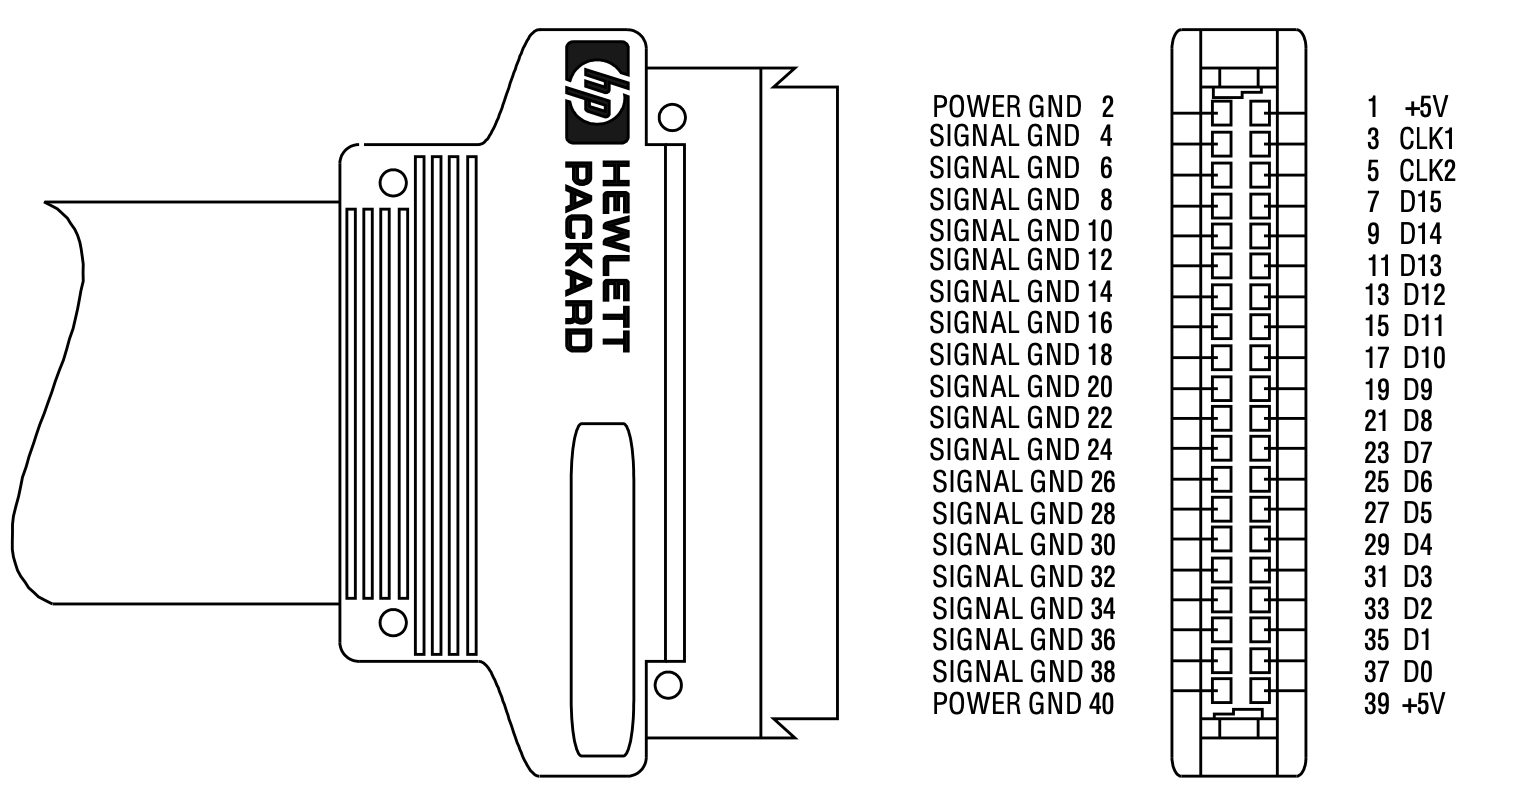 hp
HEWLETT
PACKARD
POWER GND 2
SIGNAL GND 4
SIGNAL GND 6
SIGNAL GND 8
SIGNAL GND 10
SIGNAL GND 12
SIGNAL GND 14
SIGNAL GND 16
SIGNAL GND 18
SIGNAL GND 20
SIGNAL GND 22
SIGNAL GND 24
SIGNAL GND 26
SIGNAL GND 28
SIGNAL GND 30
SIGNAL GND 32
SIGNAL GND 34
SIGNAL GND 36
SIGNAL GND 38
POWER GND 40
1 +5V
3 CLK1
5 CLK2
7 D15
9 D14
11 D13
13 D12
15 D11
17 D10
19 D9
21 D8
23 D7
25 D6
27 D5
29 D4
31 D3
33 D2
35 D1
37 D0
39 +5V